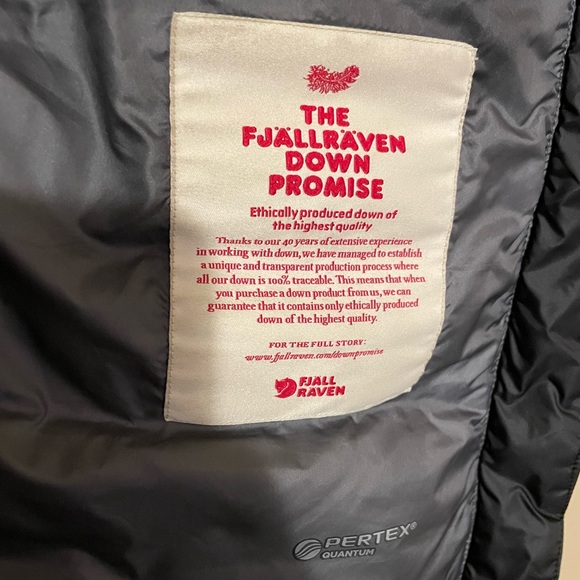 THE
FJÄLLRÄVEN
DOWN
PROMISE
Ethically produced down of
the highest quality
Thanks to our 40 years of extensive experience
in working with down, we have managed to establish
a unique and transparent production process where
all our down is 100% traceable. This means that when
you purchase a down product from us, we can
guarantee that it contains only ethically produced
down of the highest quality.
FOR THE FULL STORY:
www.fjallraven.com/downpromise
FJÄLL
RÄVEN
PERTEX®
QUANTUM